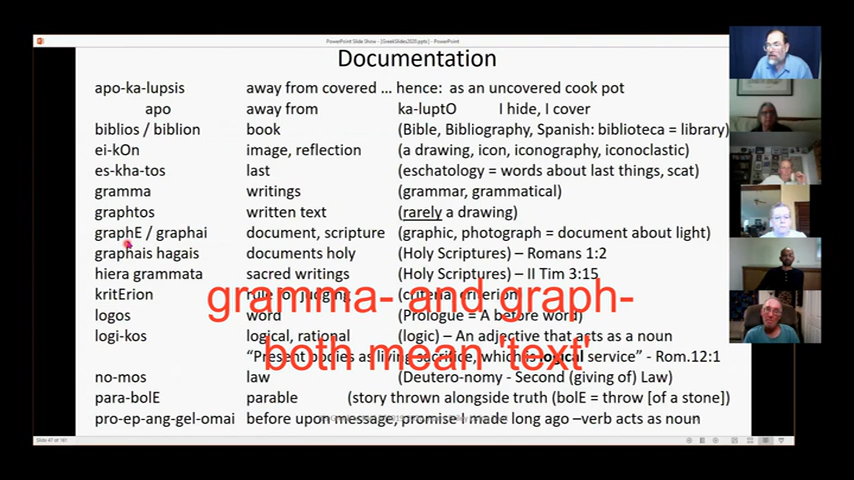 PowerPoint Slide Show - [GreekSlides2020.pptx] - PowerPoint
Documentation
apo-ka-lupsis away from covered ... hence: as an uncovered cook pot
apo away from ka-luptO I hide, I cover
biblios / biblion book (Bible, Bibliography, Spanish: biblioteca = library)
ei-kOn image, reflection (a drawing, icon, iconography, iconoclastic)
es-kha-tos last (eschatology = words about last things, scat)
gramma writings (grammar, grammatical)
graphtos written text (rarely a drawing)
graphE / graphai document, scripture (graphic, photograph = document about light)
graphais hagais documents holy (Holy Scriptures) – Romans 1:2
hiera grammata sacred writings (Holy Scriptures) – II Tim 3:15
kritErion rule for judging (criteria, criterion)
gramma- and graph-
logos word (Prologue = A before word)
logi-kos logical, rational (logic) – An adjective that acts as a noun
both mean 'text'
"Present bodies as living sacrifice, which is logical service" - Rom.12:1
no-mos law (Deutero-nomy - Second (giving of) Law)
para-bolE parable (story thrown alongside truth (bolE = throw [of a stone])
pro-ep-ang-gel-omai before upon message, promise I made long ago –verb acts as noun
Slide 47 of 161